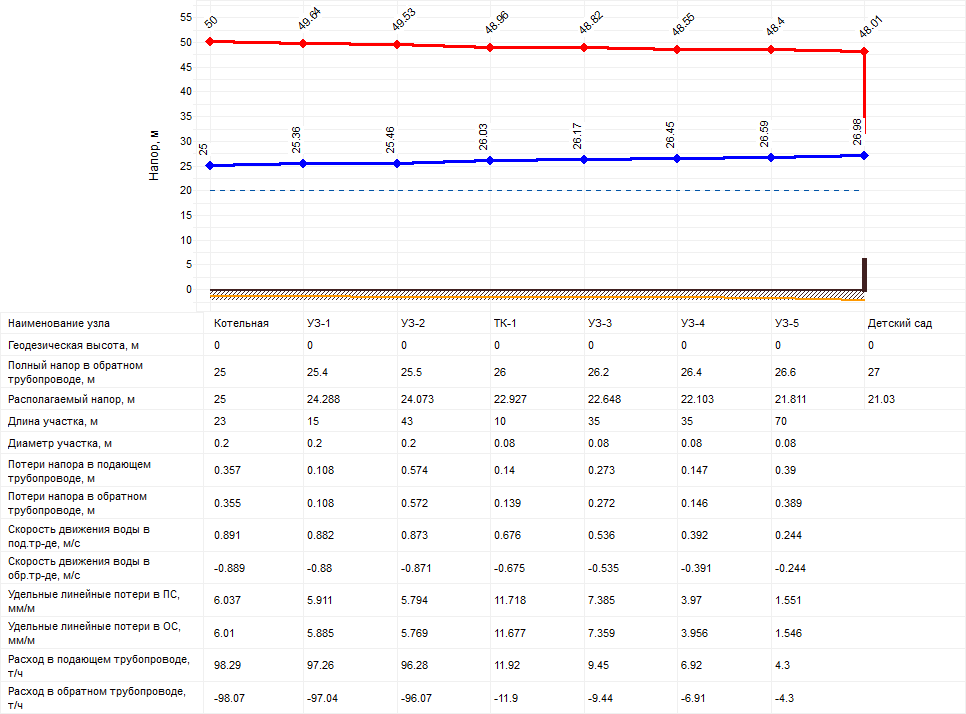 50 49.64 49.53 48.96 48.82 48.55 48.4 48.01
55
50
45
40
35
30
25
20
15
10
5
0
Напор, м
25 25.36 25.46 26.03 26.17 26.45 26.59 26.98
Наименование узла Котельная УЗ-1 УЗ-2 ТК-1 УЗ-3 УЗ-4 УЗ-5 Детский сад
Геодезическая высота, м 0 0 0 0 0 0 0 0
Полный напор в обратном
трубопроводе, м 25 25.4 25.5 26 26.2 26.4 26.6 27
Располагаемый напор, м 25 24.288 24.073 22.927 22.648 22.103 21.811 21.03
Длина участка, м 23 15 43 10 35 35 70
Диаметр участка, м 0.2 0.2 0.2 0.08 0.08 0.08 0.08
Потери напора в подающем
трубопроводе, м 0.357 0.108 0.574 0.14 0.273 0.147 0.39
Потери напора в обратном
трубопроводе, м 0.355 0.108 0.572 0.139 0.272 0.146 0.389
Скорость движения воды в
под.тр-де, м/с 0.891 0.882 0.873 0.676 0.536 0.392 0.244
Скорость движения воды в
обр.тр-де, м/с -0.889 -0.88 -0.871 -0.675 -0.535 -0.391 -0.244
Удельные линейные потери в ПС,
мм/м 6.037 5.911 5.794 11.718 7.385 3.97 1.551
Удельные линейные потери в ОС,
мм/м 6.01 5.885 5.769 11.677 7.359 3.956 1.546
Расход в подающем трубопроводе,
т/ч 98.29 97.26 96.28 11.92 9.45 6.92 4.3
Расход в обратном трубопроводе,
т/ч -98.07 -97.04 -96.07 -11.9 -9.44 -6.91 -4.3